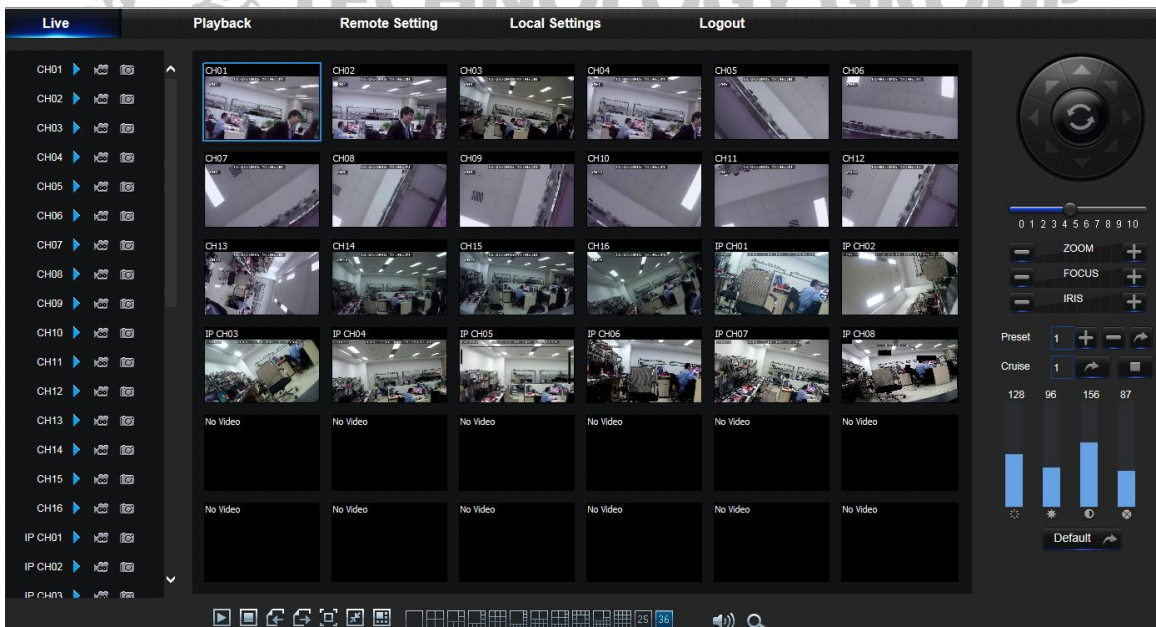 TECHNOPOLY GROUP
Live
Playback
Remote Setting
Local Settings
Logout
CH01
CH02
CH03
CH04
CH05
CH06
CH07
CH08
CH09
CH10
CH11
CH12
CH13
CH14
CH15
CH16
IP CH01
IP CH02
IP CH03
CH01 CH02 CH03 CH04 CH05 CH06
CH07 CH08 CH09 CH10 CH11 CH12
CH13 CH14 CH15 CH16 IP CH01 IP CH02
IP CH03 IP CH04 IP CH05 IP CH06 IP CH07 IP CH08
No Video No Video No Video No Video No Video No Video
No Video No Video No Video No Video No Video No Video
25 36
0 1 2 3 4 5 6 7 8 9 10
ZOOM
FOCUS
IRIS
Preset 1
Cruise 1
128 96 156 87
Default